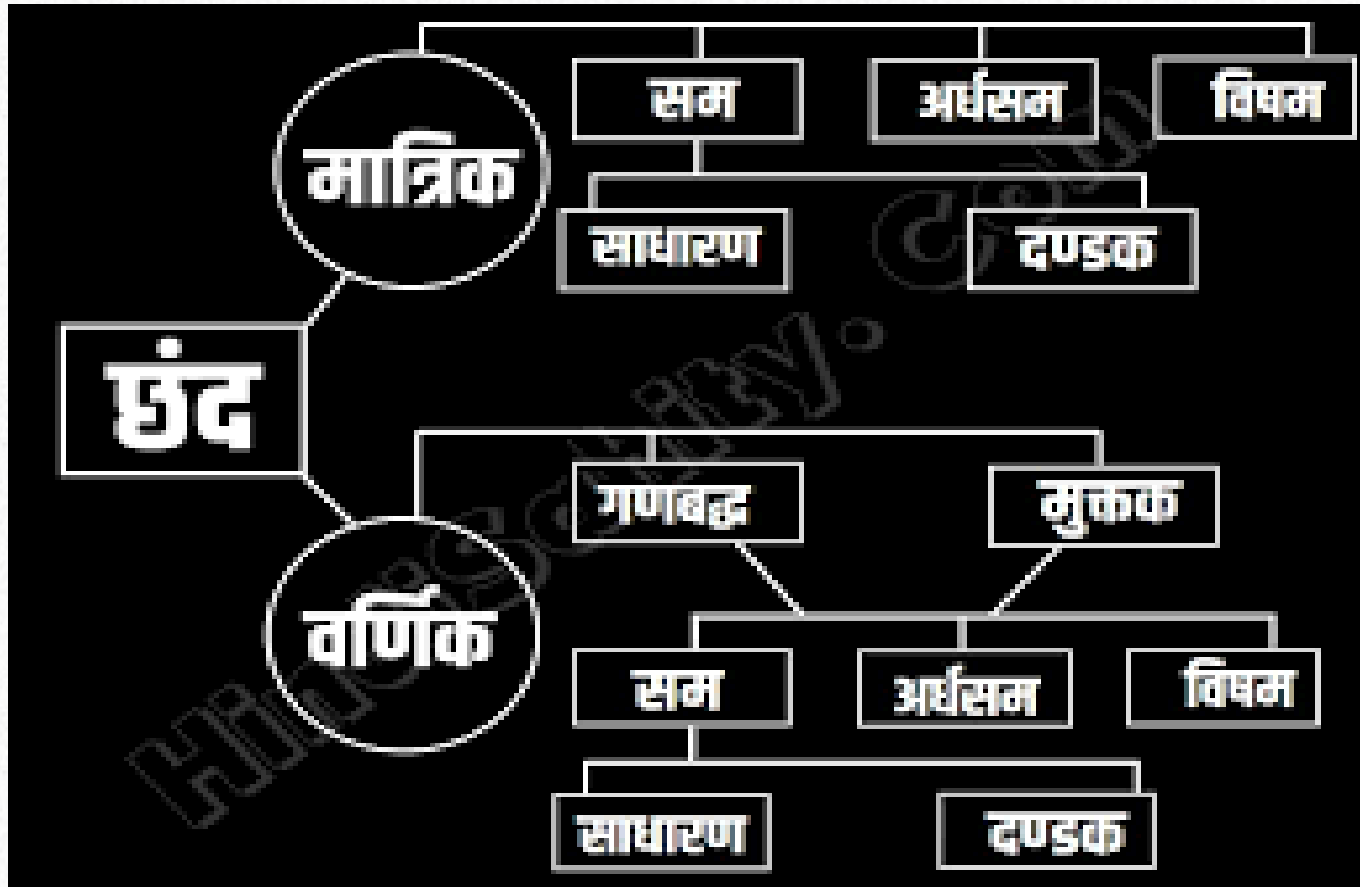 सम अर्धसम विषम
मात्रिक
साधारण दण्डक
छंद
गणबद्ध मुक्तक
वर्णिक
सम अर्धसम विषम
साधारण दण्डक